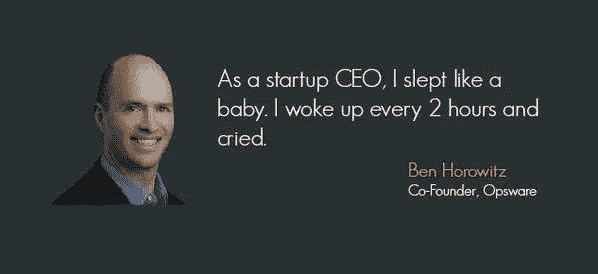 As a startup CEO, I slept like a
baby. I woke up every 2 hours and
cried.
Ben Horowitz
Co-Founder, Opsware